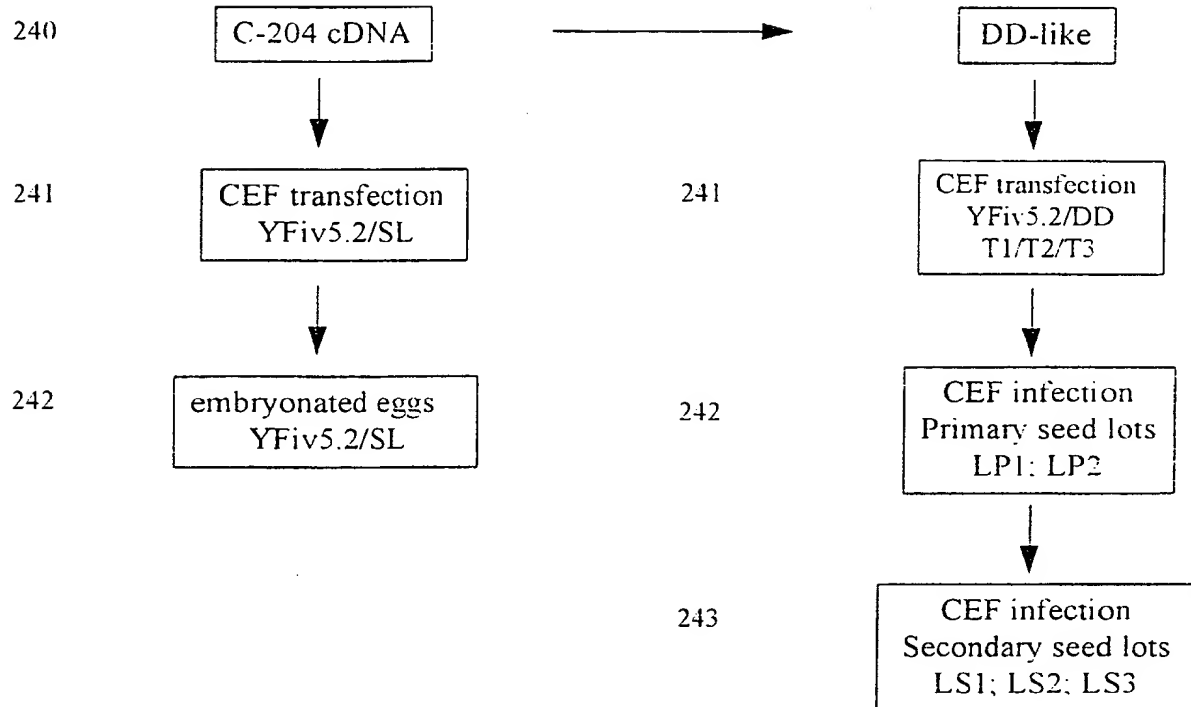 240
C-204 cDNA
DD-like
241
CEF transfection
YFiv5.2/SL
241
CEF transfection
YFiv5.2/DD
T1/T2/T3
242
embryonated eggs
YFiv5.2/SL
242
CEF infection
Primary seed lots
LP1; LP2
243
CEF infection
Secondary seed lots
LS1; LS2; LS3